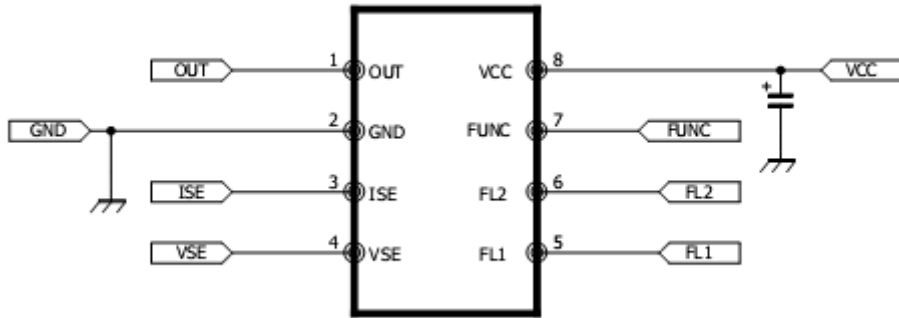 OUT 1 OUT VCC 8 VCC
+
GND 2 GND FUNC 7 FUNC
ISE 3 ISE FL2 6 FL2
VSE 4 VSE FL1 5 FL1